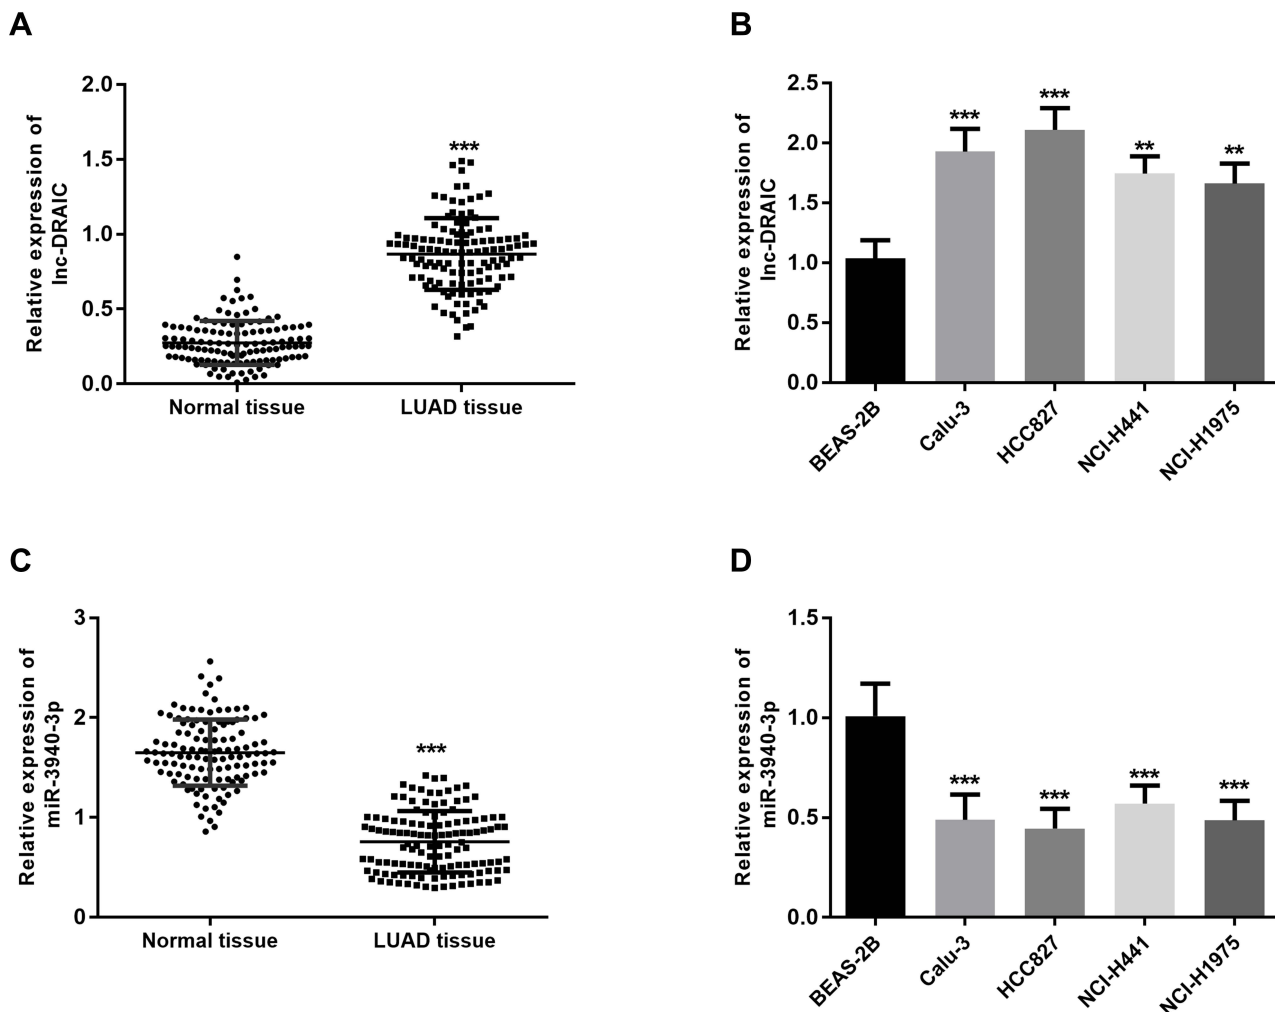 A
Relative expression of
lnc-DRAIC
2.0
1.5
1.0
0.5
0.0
***
Normal tissue
LUAD tissue
B
Relative expression of
lnc-DRAIC
2.5
2.0
1.5
1.0
0.5
0.0
***
***
**
**
BEAS-2B
Calu-3
HCC827
NCI-H441
NCI-H1975
C
Relative expression of
miR-3940-3p
3
2
1
0
***
Normal tissue
LUAD tissue
D
Relative expression of
miR-3940-3p
1.5
1.0
0.5
0.0
***
***
***
***
BEAS-2B
Calu-3
HCC827
NCI-H441
NCI-H1975